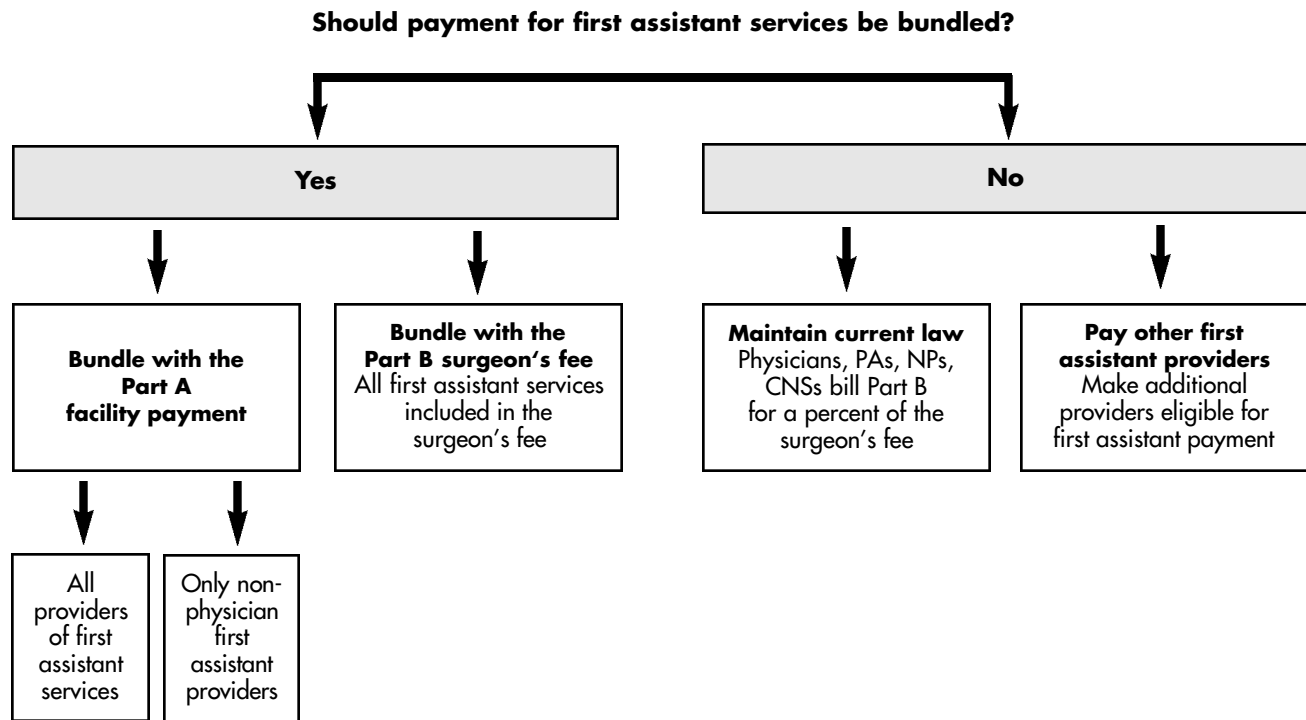 Should payment for first assistant services be bundled?
Yes
No
Bundle with the
Part A
facility payment
Bundle with the
Part B surgeon's fee
All first assistant services
included in the
surgeon's fee
Maintain current law
Physicians, PAs, NPs,
CNSs bill Part B
for a percent of the
surgeon's fee
Pay other first
assistant providers
Make additional
providers eligible for
first assistant payment
All
providers
of first
assistant
services
Only non-
physician
first
assistant
providers